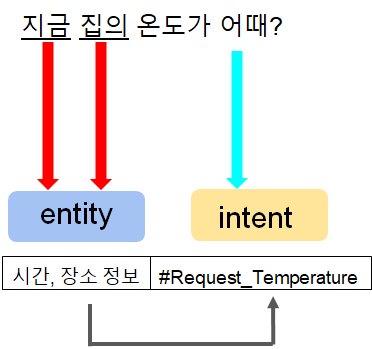 지금 집의 온도가 어때?
entity intent
시간, 장소 정보 #Request_Temperature